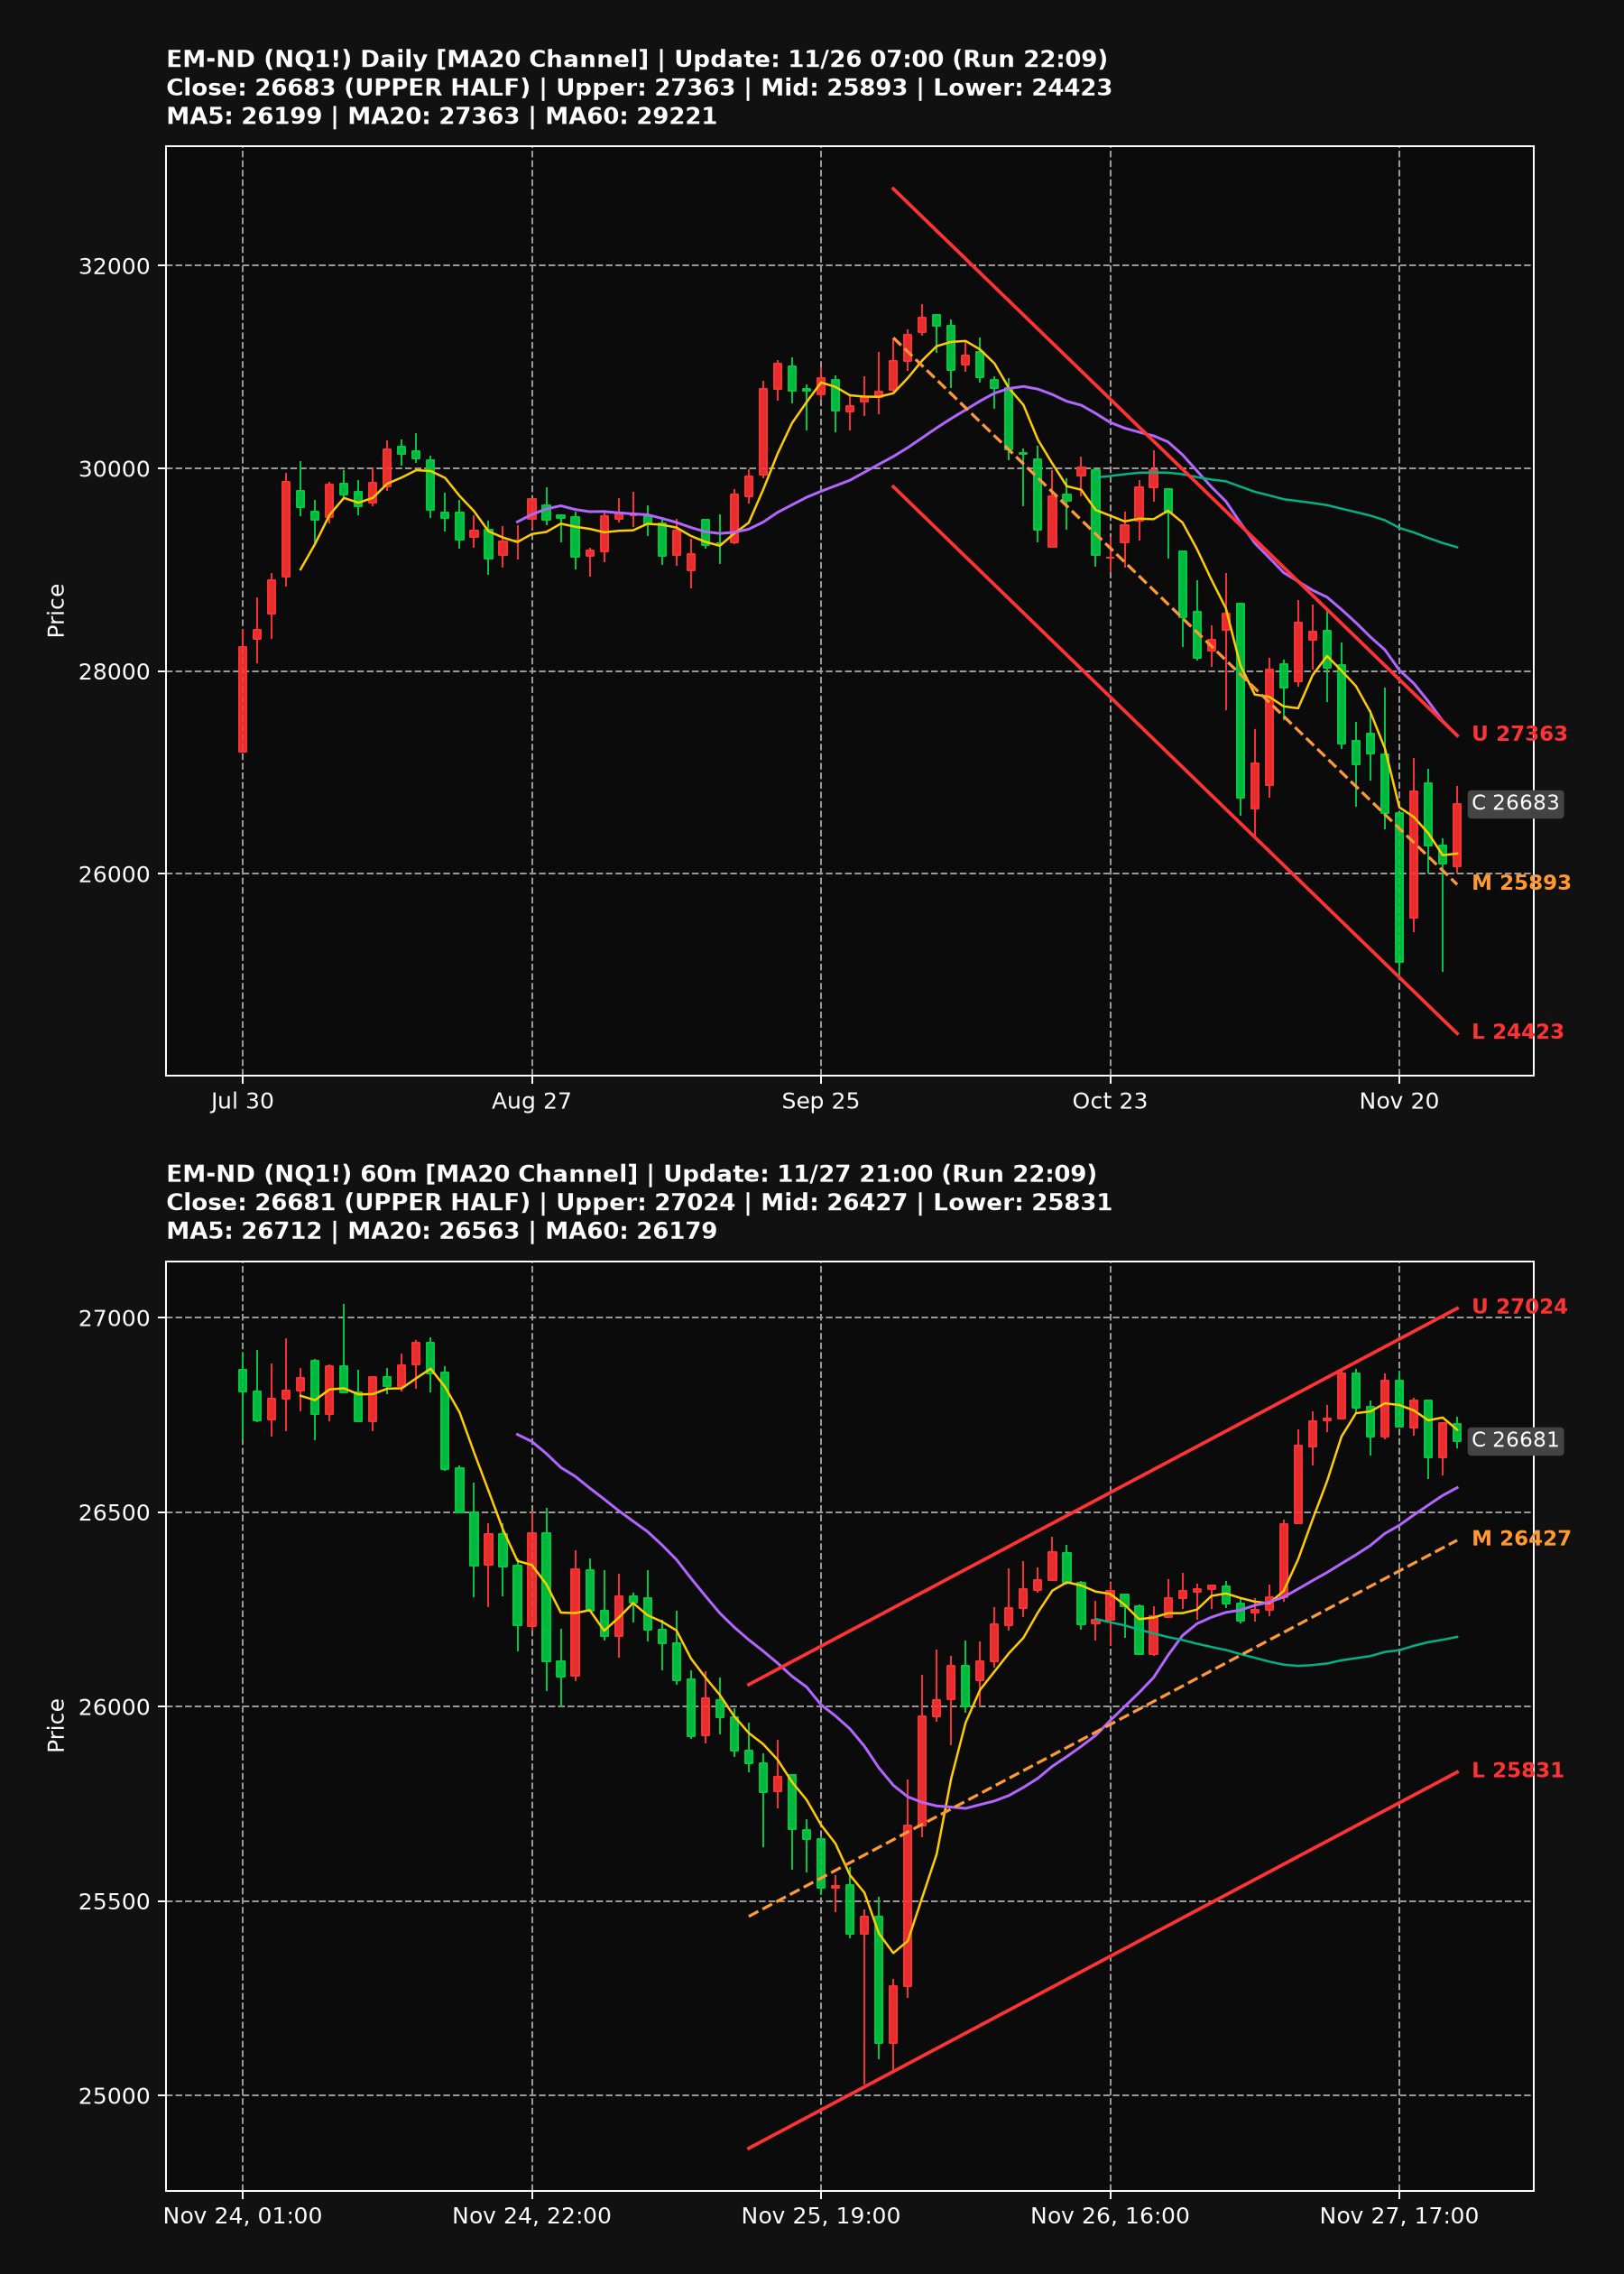 EM-ND (NQ1!) Daily [MA20 Channel] | Update: 11/26 07:00 (Run 22:09)
Close: 26683 (UPPER HALF) | Upper: 27363 | Mid: 25893 | Lower: 24423
MA5: 26199 | MA20: 27363 | MA60: 29221
Price
32000
30000
28000
26000
U 27363
C 26683
M 25893
L 24423
Jul 30
Aug 27
Sep 25
Oct 23
Nov 20
EM-ND (NQ1!) 60m [MA20 Channel] | Update: 11/27 21:00 (Run 22:09)
Close: 26681 (UPPER HALF) | Upper: 27024 | Mid: 26427 | Lower: 25831
MA5: 26712 | MA20: 26563 | MA60: 26179
Price
27000
26500
26000
25500
25000
U 27024
C 26681
M 26427
L 25831
Nov 24, 01:00
Nov 24, 22:00
Nov 25, 19:00
Nov 26, 16:00
Nov 27, 17:00